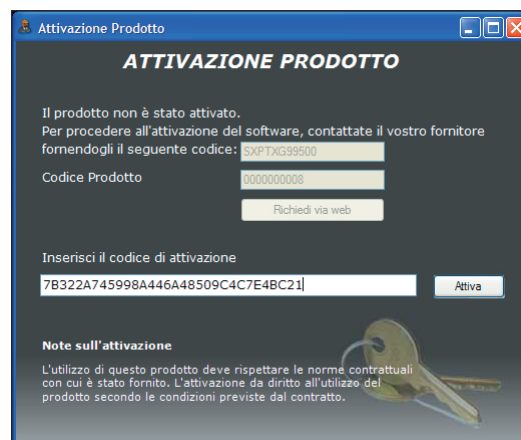 Attivazione Prodotto
ATTIVAZIONE PRODOTTO
Il prodotto non è stato attivato.
Per procedere all'attivazione del software, contattate il vostro fornitore
fornendogli il seguente codice: SXPTXG99500
Codice Prodotto 0000000008
Richiedi via web
Inserisci il codice di attivazione
7B322A745998A446A48509C4C7E4BC21
Attiva
Note sull'attivazione
L'utilizzo di questo prodotto deve rispettare le norme contrattuali
con cui è stato fornito. L'attivazione da diritto all'utilizzo del
prodotto secondo le condizioni previste dal contratto.